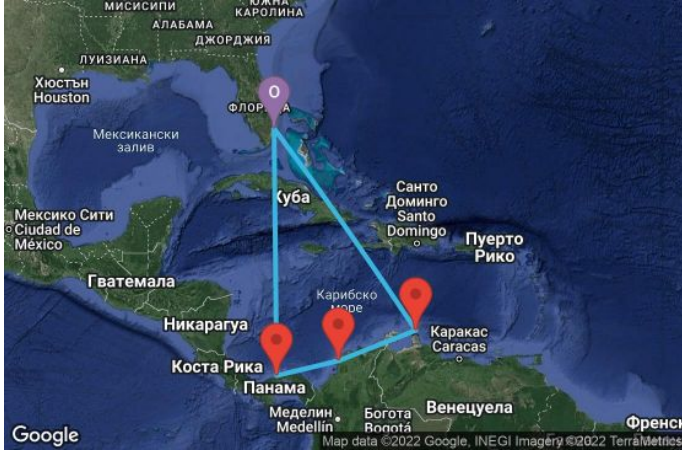 МИСИСИПИ
ЮЖНА
КАРОЛИНА
АЛАБАМА
ДЖОРДЖИЯ
ЛУИЗИАНА
Хюстън
Houston
O
Мексикански
залив
Куба
Санто
Доминго
Santo
Domingo
Мексико Сити
Ciudad de
México
Пуерто
Рико
Гватемала
Карибско
море
Никарагуа
Каракас
Caracas
Коста Рика
Панама
Меделин
Medellín
Богота
Bogotá
Венецуела
Google
Map data ©2022 Google, INEGI Imagery ©2022 TerraMetrics